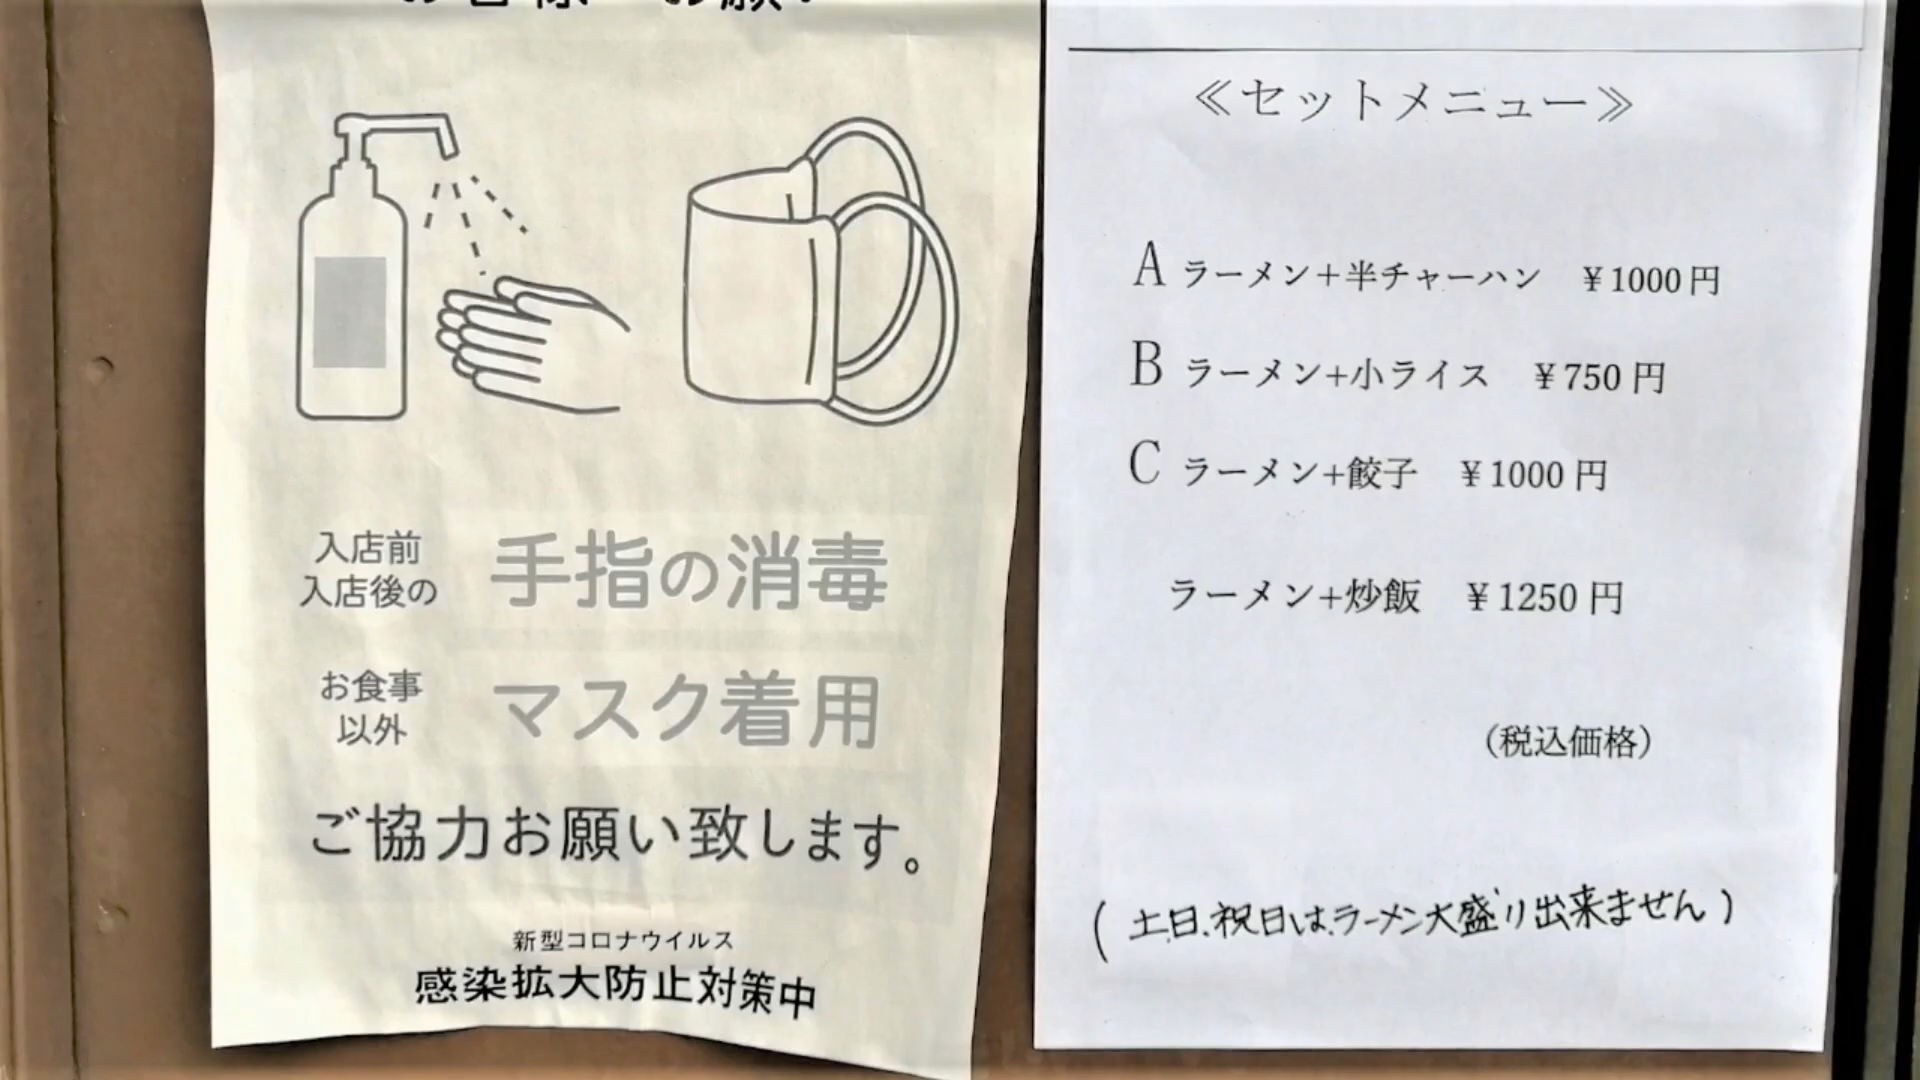 入店前
入店後の
手指の消毒
お食事
以外
マスク着用
ご協力お願い致します。
新型コロナウイルス
感染拡大防止対策中
≪セットメニュー≫
A ラーメン＋半チャーハン ￥1000円
B ラーメン+小ライス ￥750円
C ラーメン+餃子 ￥1000円
ラーメン+炒飯 ￥1250円
（税込価格）
（土日、祝日は、ラーメン大盛り出来ません）